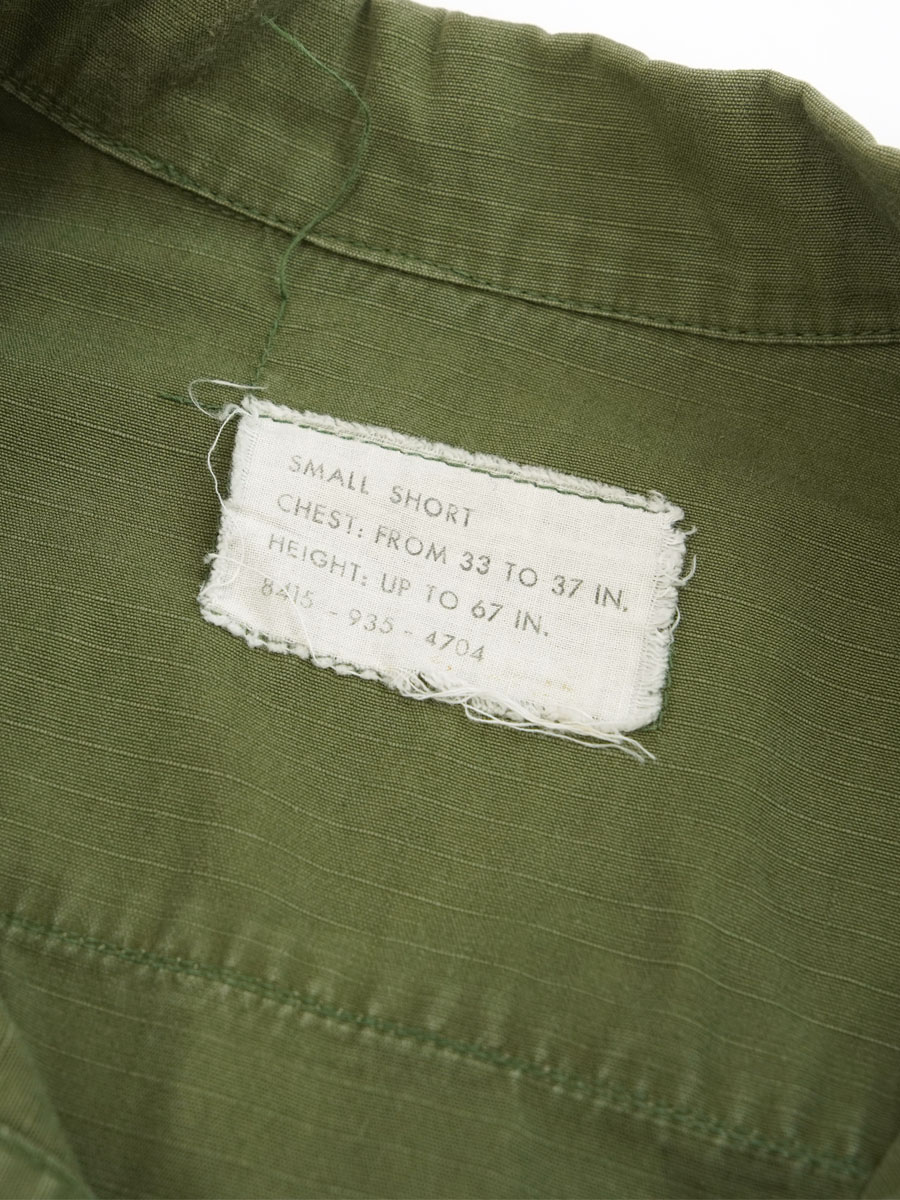 SMALL SHORT
CHEST: FROM 33 TO 37 IN.
HEIGHT: UP TO 67 IN.
8415 - 935 - 4704